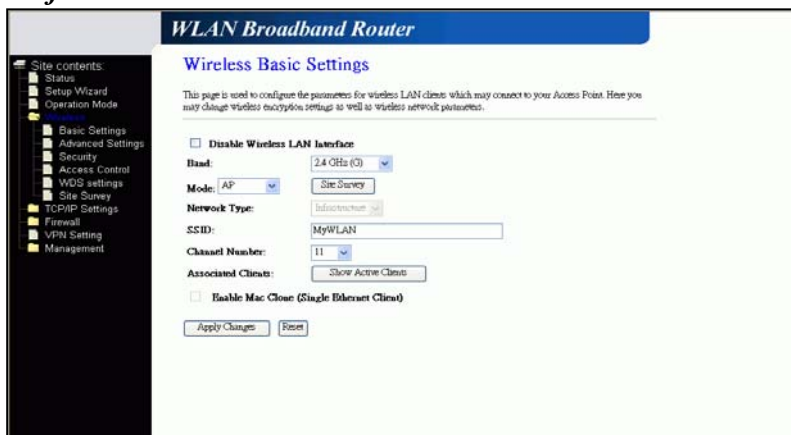 WLAN Broadband Router
Site contents:
Status
Setup Wizard
Operation Mode
Wireless
Basic Settings
Advanced Settings
Security
Access Control
WDS settings
Site Survey
TCP/IP Settings
Firewall
VPN Setting
Management
Wireless Basic Settings
This page is used to configure the parameters for wireless LAN clients which may connect to your Access Point. Here you
may change wireless encryption settings as well as wireless network parameters.
Disable Wireless LAN Interface
Band: 2.4 GHz (G)
Mode: AP Site Survey
Network Type: Infrastructure
SSID: MyWLAN
Channel Number: 11
Associated Clients: Show Active Clients
Enable Mac Clone (Single Ethernet Client)
Apply Changes Reset